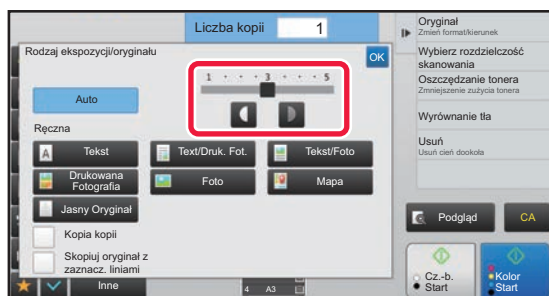 Liczba kopii 1
Rodzaj ekspozycji/oryginału
OK
1 · · 3 · · 5
Auto
Ręczna
A Tekst
Text/Druk. Fot.
Tekst/Foto
Drukowana
Fotografia
Foto
Mapa
Jasny Oryginał
Kopia kopii
Skopiuj oryginał z
zaznacz. liniami
Inne
4 A3
Oryginał
Zmień format/kierunek
Wybierz rozdzielczość
skanowania
Oszczędzanie tonera
Zmniejszenie zużycia tonera
Wyrównanie tła
Usuń
Usuń cień dookoła
Podgląd
CA
Cz.-b.
Start
Kolor
Start